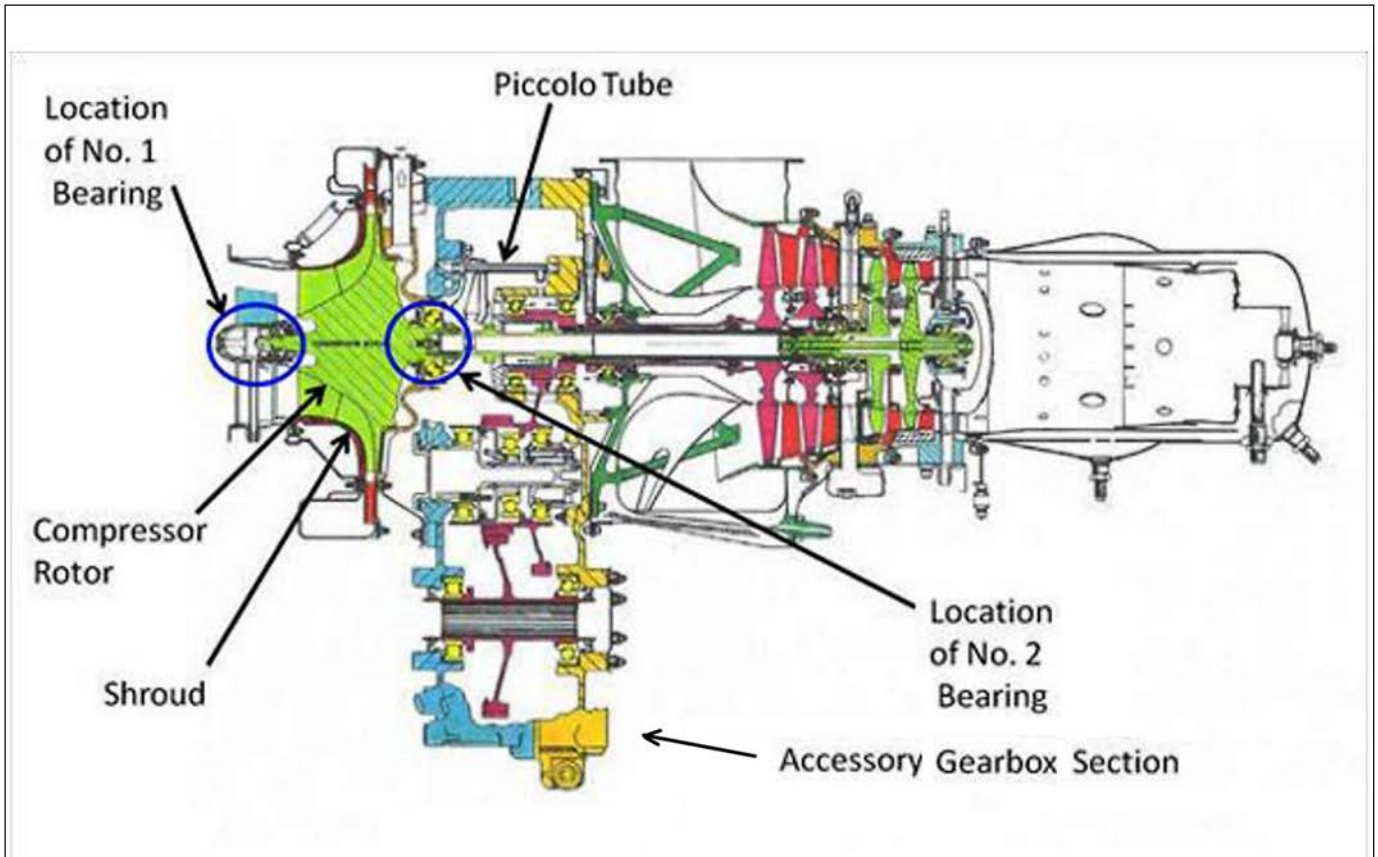 Piccolo Tube
Location
of No. 1
Bearing
Compressor
Rotor
Shroud
Location
of No. 2
Bearing
Accessory Gearbox Section